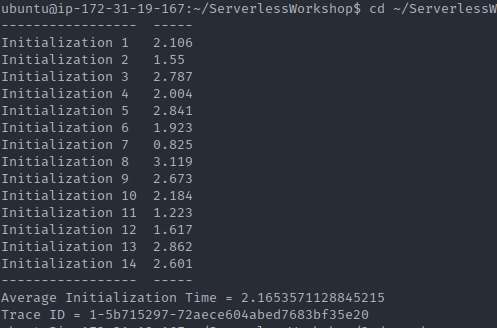 ubuntu@ip-172-31-19-167:~/ServerlessWorkshop$ cd ~/ServerlessW
----------------- -----
Initialization 1 2.106
Initialization 2 1.55
Initialization 3 2.787
Initialization 4 2.004
Initialization 5 2.841
Initialization 6 1.923
Initialization 7 0.825
Initialization 8 3.119
Initialization 9 2.673
Initialization 10 2.184
Initialization 11 1.223
Initialization 12 1.617
Initialization 13 2.862
Initialization 14 2.601
----------------- -----
Average Initialization Time = 2.1653571128845215
Trace ID = 1-5b715297-72aece604abed7683bf35e20